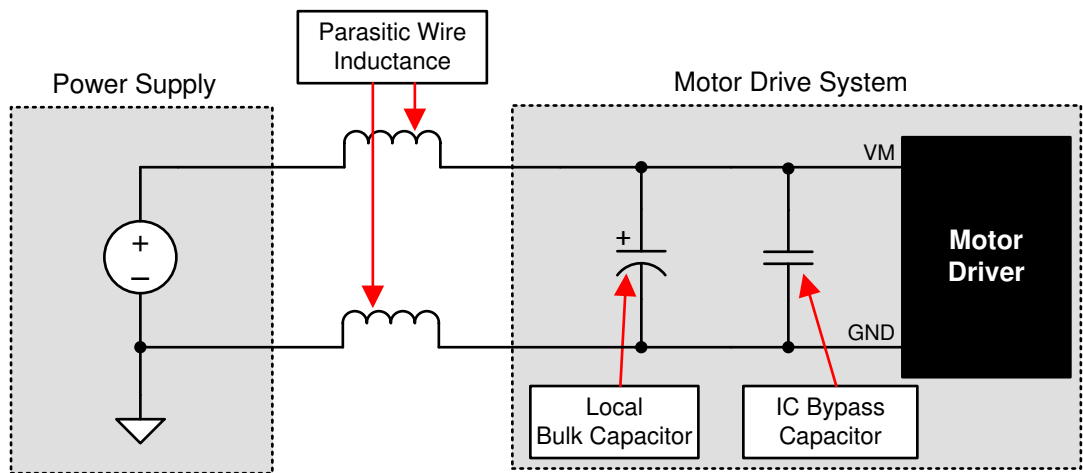 Parasitic Wire
Inductance
Power Supply
Motor Drive System
VM
+
–
+
Motor
Driver
GND
Local
Bulk Capacitor
IC Bypass
Capacitor